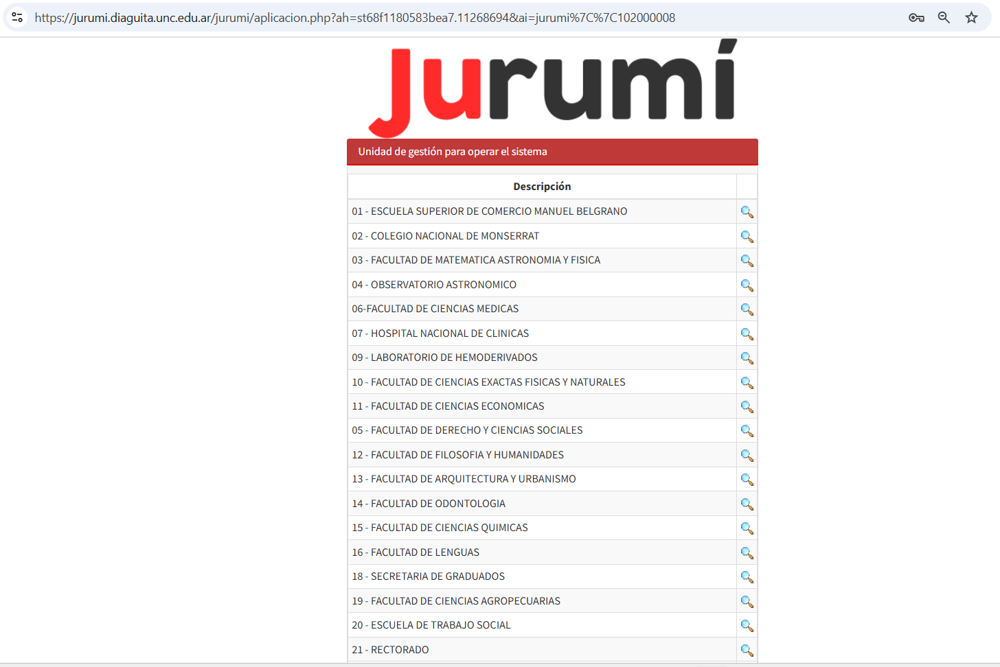 https://jurumi.diaguita.unc.edu.ar/jurumi/aplicacion.php?ah=st68f1180583bea7.11268694&ai=jurumi%7C%7C102000008
Jurumí
Unidad de gestión para operar el sistema
Descripción
01 - ESCUELA SUPERIOR DE COMERCIO MANUEL BELGRANO
02 - COLEGIO NACIONAL DE MONSERRAT
03 - FACULTAD DE MATEMATICA ASTRONOMIA Y FISICA
04 - OBSERVATORIO ASTRONOMICO
06-FACULTAD DE CIENCIAS MEDICAS
07 - HOSPITAL NACIONAL DE CLINICAS
09 - LABORATORIO DE HEMODERIVADOS
10 - FACULTAD DE CIENCIAS EXACTAS FISICAS Y NATURALES
11 - FACULTAD DE CIENCIAS ECONOMICAS
05 - FACULTAD DE DERECHO Y CIENCIAS SOCIALES
12 - FACULTAD DE FILOSOFIA Y HUMANIDADES
13 - FACULTAD DE ARQUITECTURA Y URBANISMO
14 - FACULTAD DE ODONTOLOGIA
15 - FACULTAD DE CIENCIAS QUIMICAS
16 - FACULTAD DE LENGUAS
18 - SECRETARIA DE GRADUADOS
19 - FACULTAD DE CIENCIAS AGROPECUARIAS
20 - ESCUELA DE TRABAJO SOCIAL
21 - RECTORADO